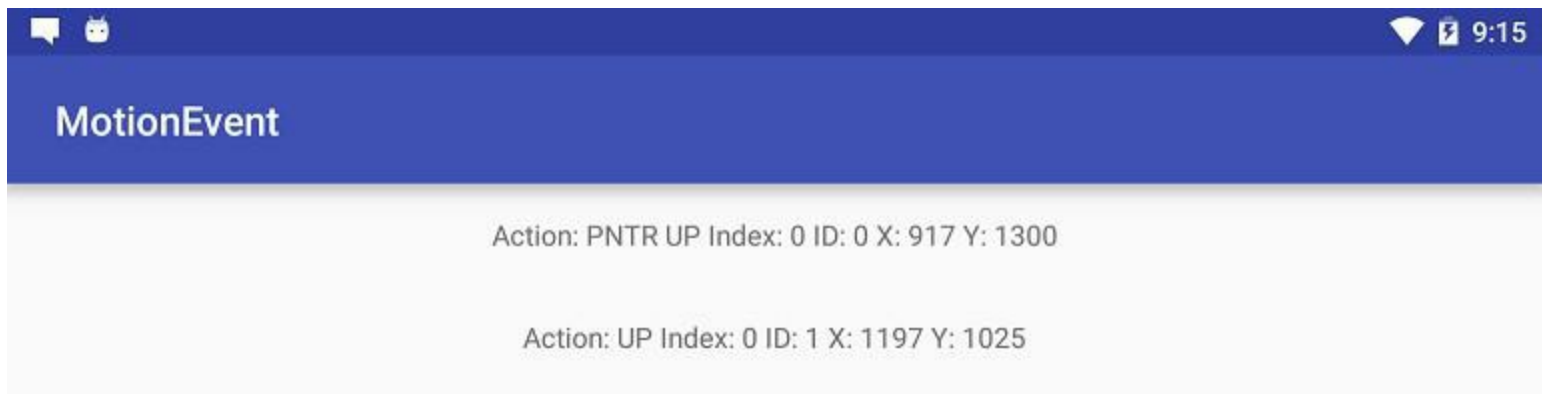 9:15
MotionEvent
Action: PNTR UP Index: 0 ID: 0 X: 917 Y: 1300
Action: UP Index: 0 ID: 1 X: 1197 Y: 1025